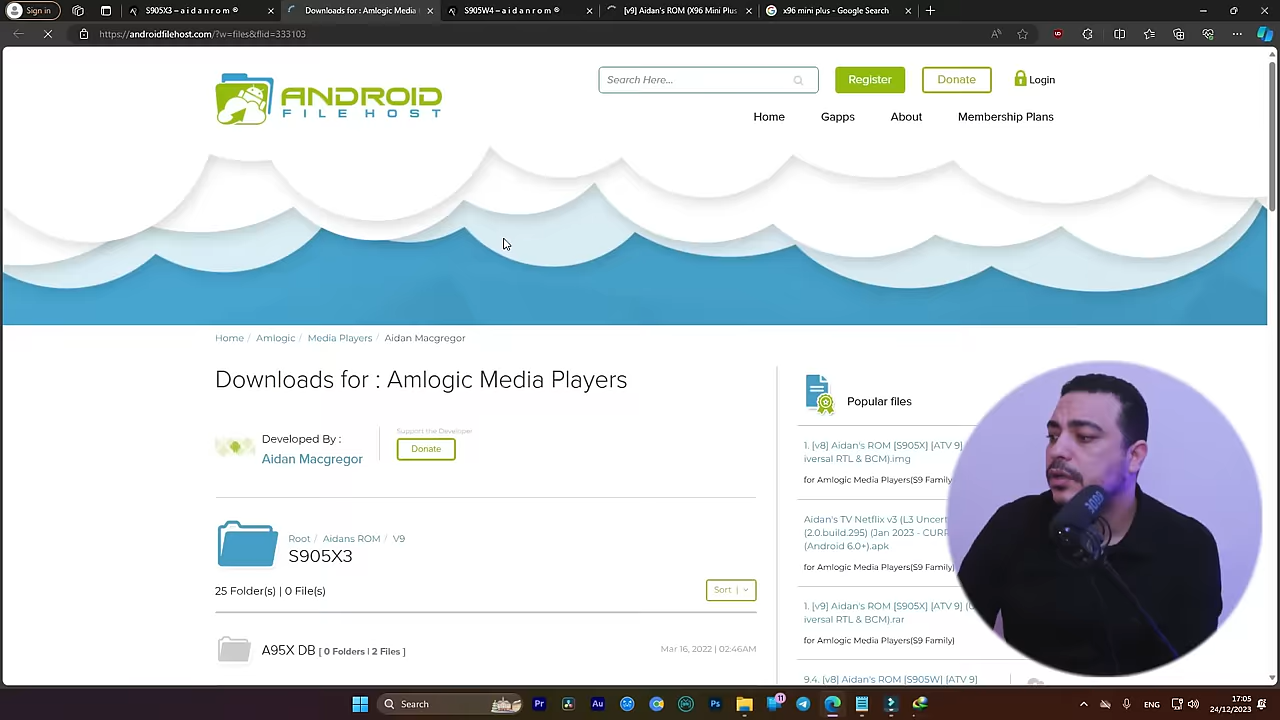 Sign in
S905X3 – a i d a n r o m ®
Downloads for : Amlogic Media
S905W4 – a i d a n r o m ®
[v9] Aidan's ROM (X96 Mini Plus
x96 mini plus - Google Search
https://androidfilehost.com/?w=files&flid=333103
ANDROID
FILE HOST
Search Here...
Register
Donate
Login
Home
Gapps
About
Membership Plans
Home / Amlogic / Media Players / Aidan Macgregor
Downloads for : Amlogic Media Players
Developed By :
Aidan Macgregor
Support the Developer
Donate
Root / Aidans ROM / V9
S905X3
25 Folder(s) | 0 File(s)
Sort |
A95X DB [ 0 Folders | 2 Files ]
Mar 16, 2022 | 02:46AM
Popular files
1. [v8] Aidan's ROM [S905X] [ATV 9]
iversal RTL & BCM).img
for Amlogic Media Players(S9 Family)
Aidan's TV Netflix v3 (L3 Uncert
(2.0.build.295) (Jan 2023 - CURR
(Android 6.0+).apk
for Amlogic Media Players(S9 Family)
1. [v9] Aidan's ROM [S905X] [ATV 9] (U
iversal RTL & BCM).rar
for Amlogic Media Players(S9 Family)
9.4. [v8] Aidan's ROM [S905W] [ATV 9]
Search
11
ENG
17:05
24/12/2023